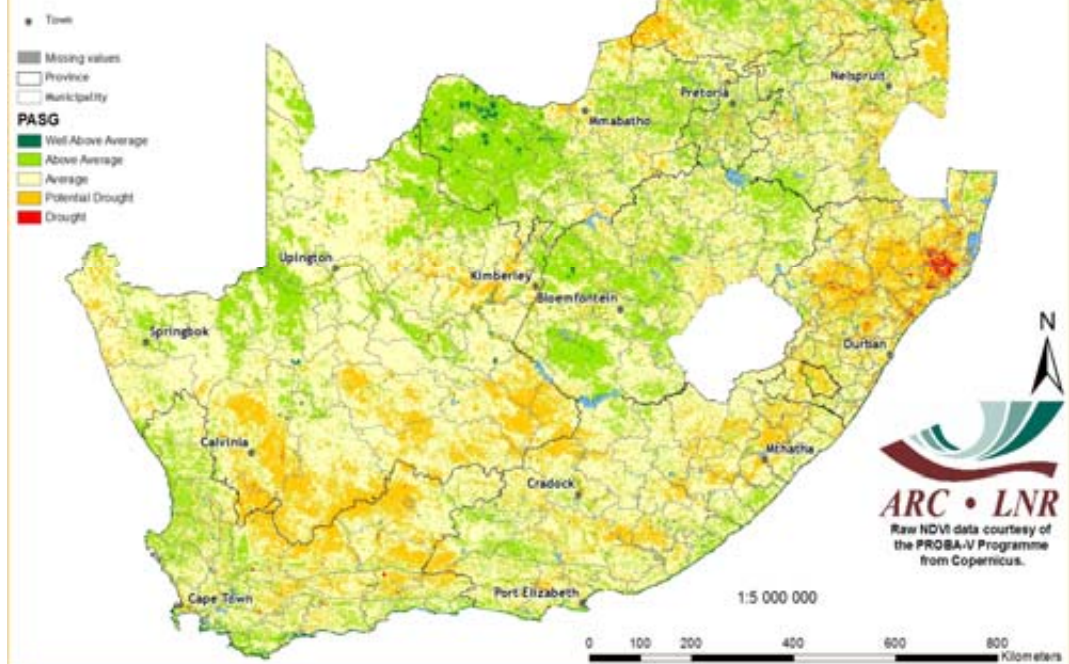 Town
Missing values
Province
Municipality
PASG
Well Above Average
Above Average
Average
Potential Drought
Drought
Nelspruit
Pretoria
Mmabatho
Upington
Kimberley
Bloemfontein
Springbok
Durban
N
Calvinia
Mthatha
Cradock
ARC • LNR
Raw NDVI data courtesy of
the PROBA-V Programme
from Copernicus.
Cape Town
Port Elizabeth
1:5 000 000
0 100 200 400 600 800
Kilometers